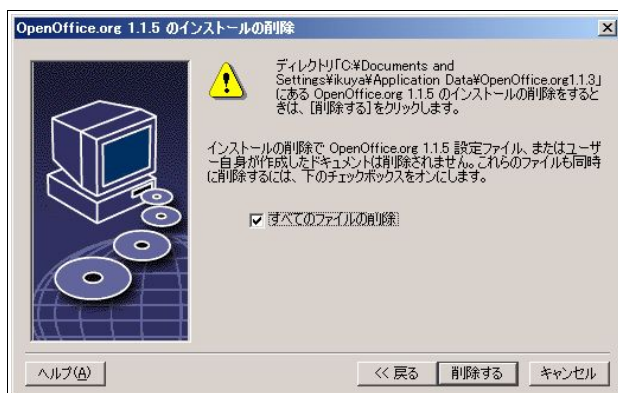 OpenOffice.org 1.1.5 のインストールの削除
ディレクトリ「C:¥Documents and
Settings¥ikuya¥Application Data¥OpenOffice.org1.1.3」
にある OpenOffice.org 1.1.5 のインストールの削除をすると
きは、[削除する]をクリックします。
インストールの削除で OpenOffice.org 1.1.5 設定ファイル、またはユーザ
ー自身が作成したドキュメントは削除されません。これらのファイルも同時
に削除するには、下のチェックボックスをオンにします。
すべてのファイルの削除
ヘルプ(A)
<< 戻る
削除する
キャンセル